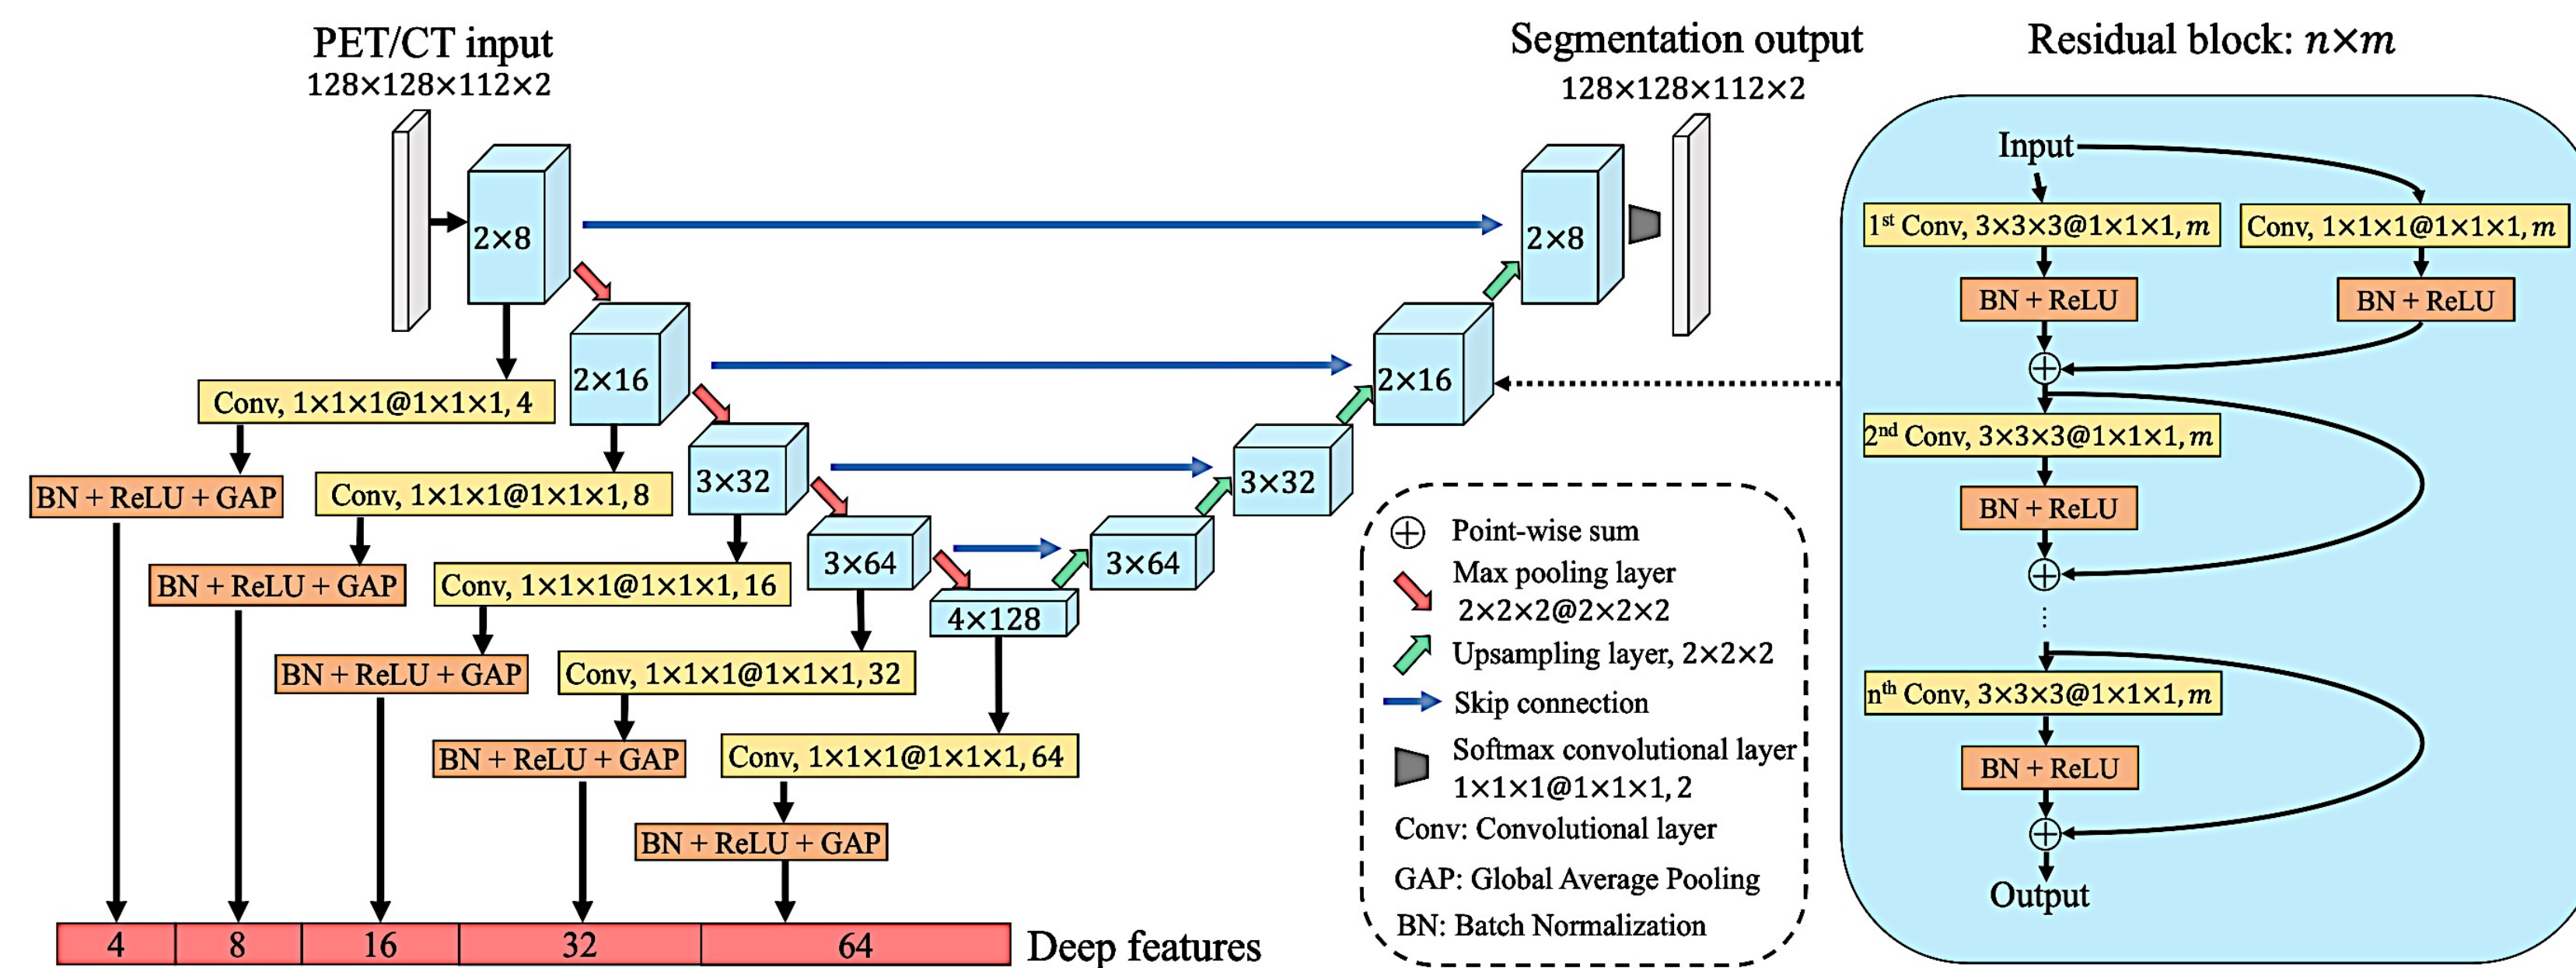 PET/CT input
128×128×112×2
2×8
2×16
3×32
3×64
4×128
3×64
3×32
2×16
2×8
Segmentation output
128×128×112×2
Conv, 1×1×1@1×1×1, 4
BN + ReLU + GAP
Conv, 1×1×1@1×1×1, 8
BN + ReLU + GAP
Conv, 1×1×1@1×1×1, 16
BN + ReLU + GAP
Conv, 1×1×1@1×1×1, 32
BN + ReLU + GAP
Conv, 1×1×1@1×1×1, 64
BN + ReLU + GAP
4
8
16
32
64
Deep features
Point-wise sum
Max pooling layer
2×2×2@2×2×2
Upsampling layer, 2×2×2
Skip connection
Softmax convolutional layer
1×1×1@1×1×1, 2
Conv: Convolutional layer
GAP: Global Average Pooling
BN: Batch Normalization
Residual block: n×m
Input
1st Conv, 3×3×3@1×1×1, m
Conv, 1×1×1@1×1×1, m
BN + ReLU
BN + ReLU
2nd Conv, 3×3×3@1×1×1, m
BN + ReLU
⋮
nth Conv, 3×3×3@1×1×1, m
BN + ReLU
Output